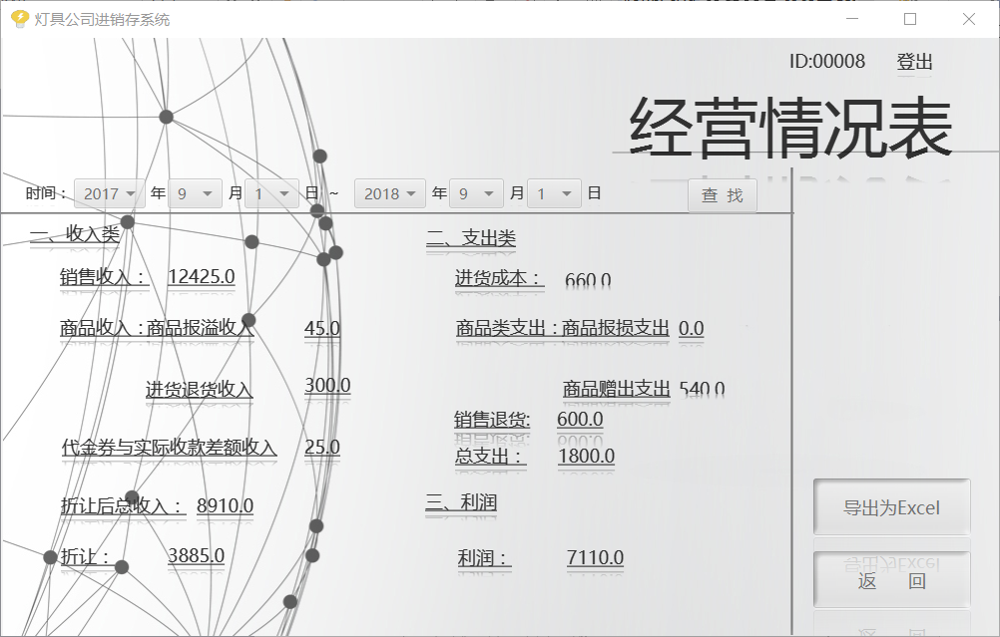 灯具公司进销存系统
ID:00008 登出
经营情况表
时间： 2017 年 9 月 1 日 ~ 2018 年 9 月 1 日 查 找
一、收入类
销售收入： 12425.0
商品收入：商品报溢收入 45.0
进货退货收入 300.0
代金券与实际收款差额收入 25.0
折让后总收入： 8910.0
折让： 3885.0
二、支出类
进货成本： 660.0
商品类支出：商品报损支出 0.0
商品赠出支出 540.0
销售退货: 600.0
总支出： 1800.0
三、利润
利润： 7110.0
导出为Excel
返 回